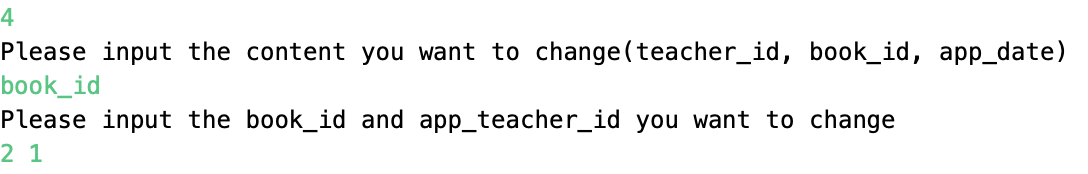 4
Please input the content you want to change(teacher_id, book_id, app_date)
book_id
Please input the book_id and app_teacher_id you want to change
2 1